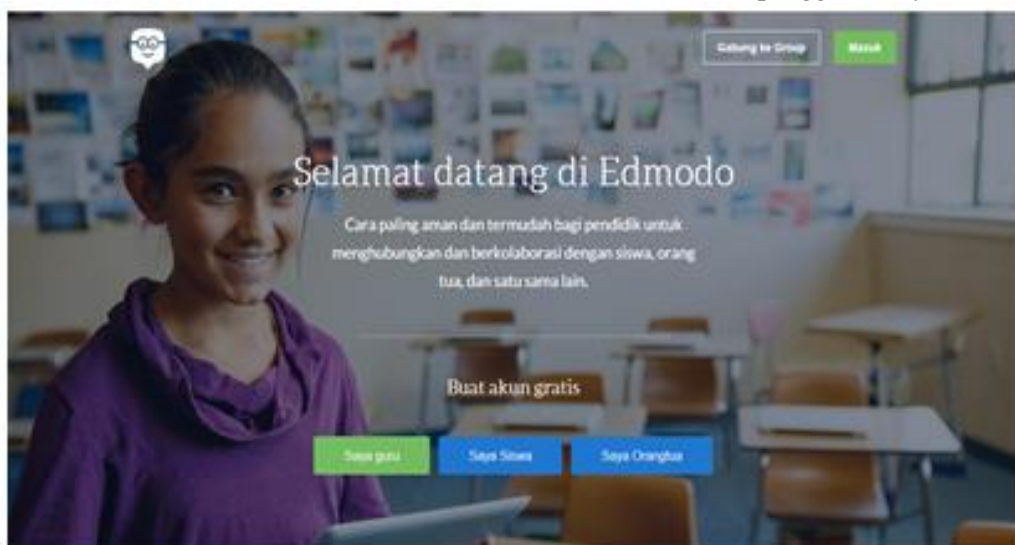 Gabung ke Group
Masuk
Selamat datang di Edmodo
Cara paling aman dan termudah bagi pendidik untuk
menghubungkan dan berkolaborasi dengan siswa, orang
tua, dan satu sama lain.
Buat akun gratis
Saya guru
Saya Siswa
Saya Orangtua